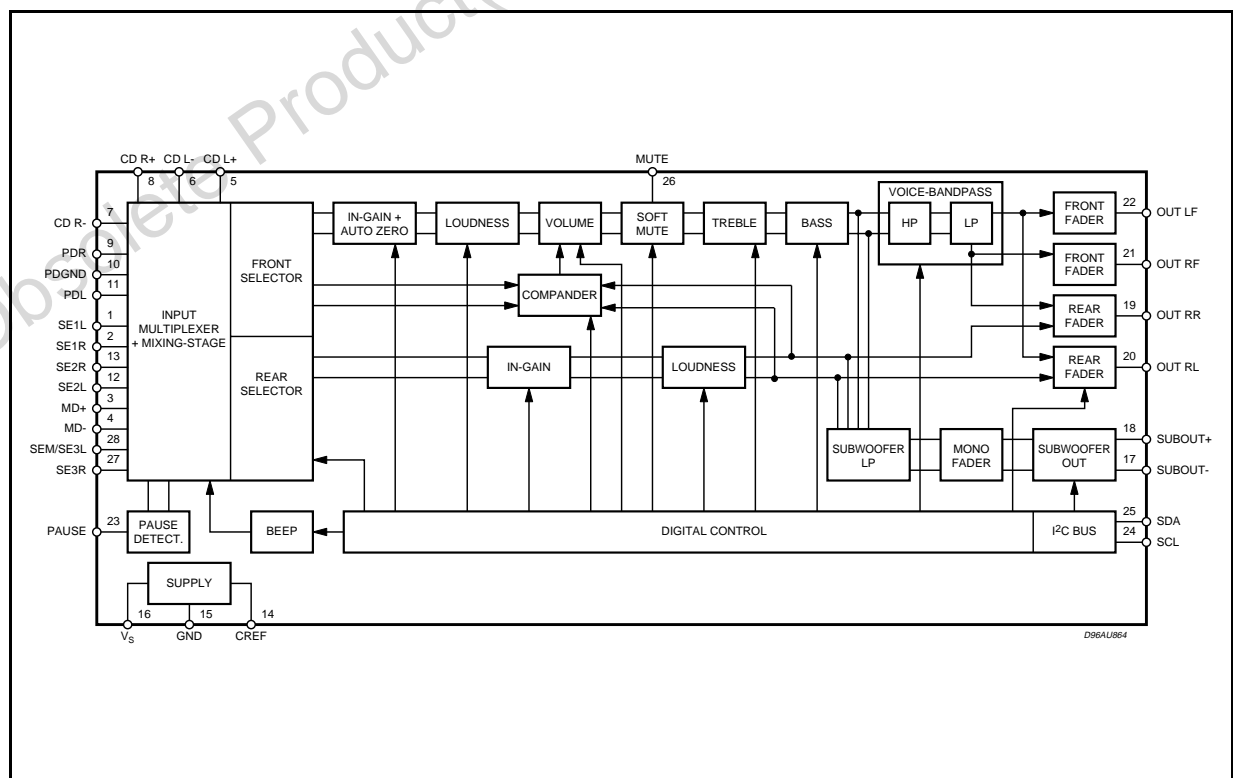 Obsolete Product(
CD R+ CD L- CD L+
8 6 5
MUTE
26
7
CD R-
9
PDR
10
PDGND
11
PDL
1
SE1L
2
SE1R
13
SE2R
12
SE2L
3
MD+
4
MD-
28
SEM/SE3L
27
SE3R
INPUT
MULTIPLEXER
+ MIXING-STAGE
FRONT
SELECTOR
REAR
SELECTOR
IN-GAIN +
AUTO ZERO
LOUDNESS
VOLUME
SOFT
MUTE
TREBLE
BASS
VOICE-BANDPASS
HP
LP
FRONT
FADER
22
OUT LF
FRONT
FADER
21
OUT RF
COMPANDER
REAR
FADER
19
OUT RR
IN-GAIN
LOUDNESS
REAR
FADER
20
OUT RL
SUBWOOFER
LP
MONO
FADER
SUBWOOFER
OUT
18
SUBOUT+
17
SUBOUT-
PAUSE
23
PAUSE
DETECT.
BEEP
DIGITAL CONTROL
I²C BUS
25
SDA
24
SCL
SUPPLY
16 15 14
VS GND CREF
D96AU864